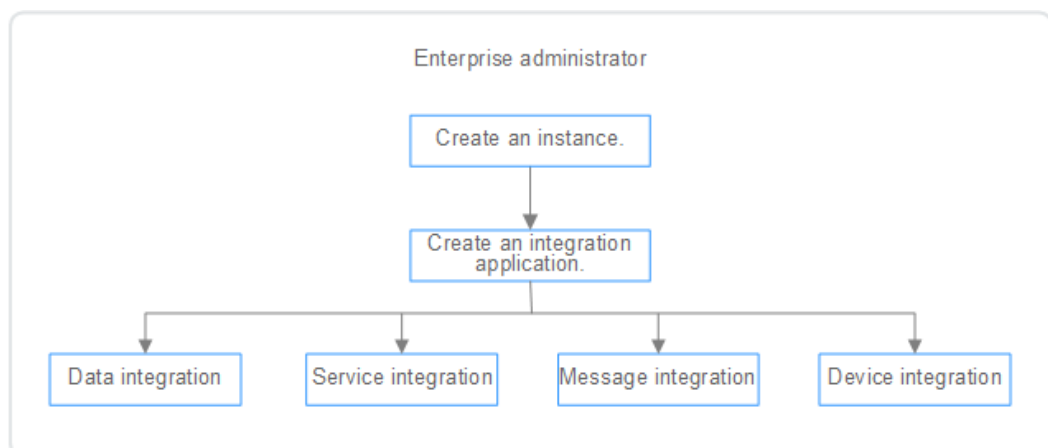 Enterprise administrator
Create an instance.
Create an integration
application.
Data integration
Service integration
Message integration
Device integration